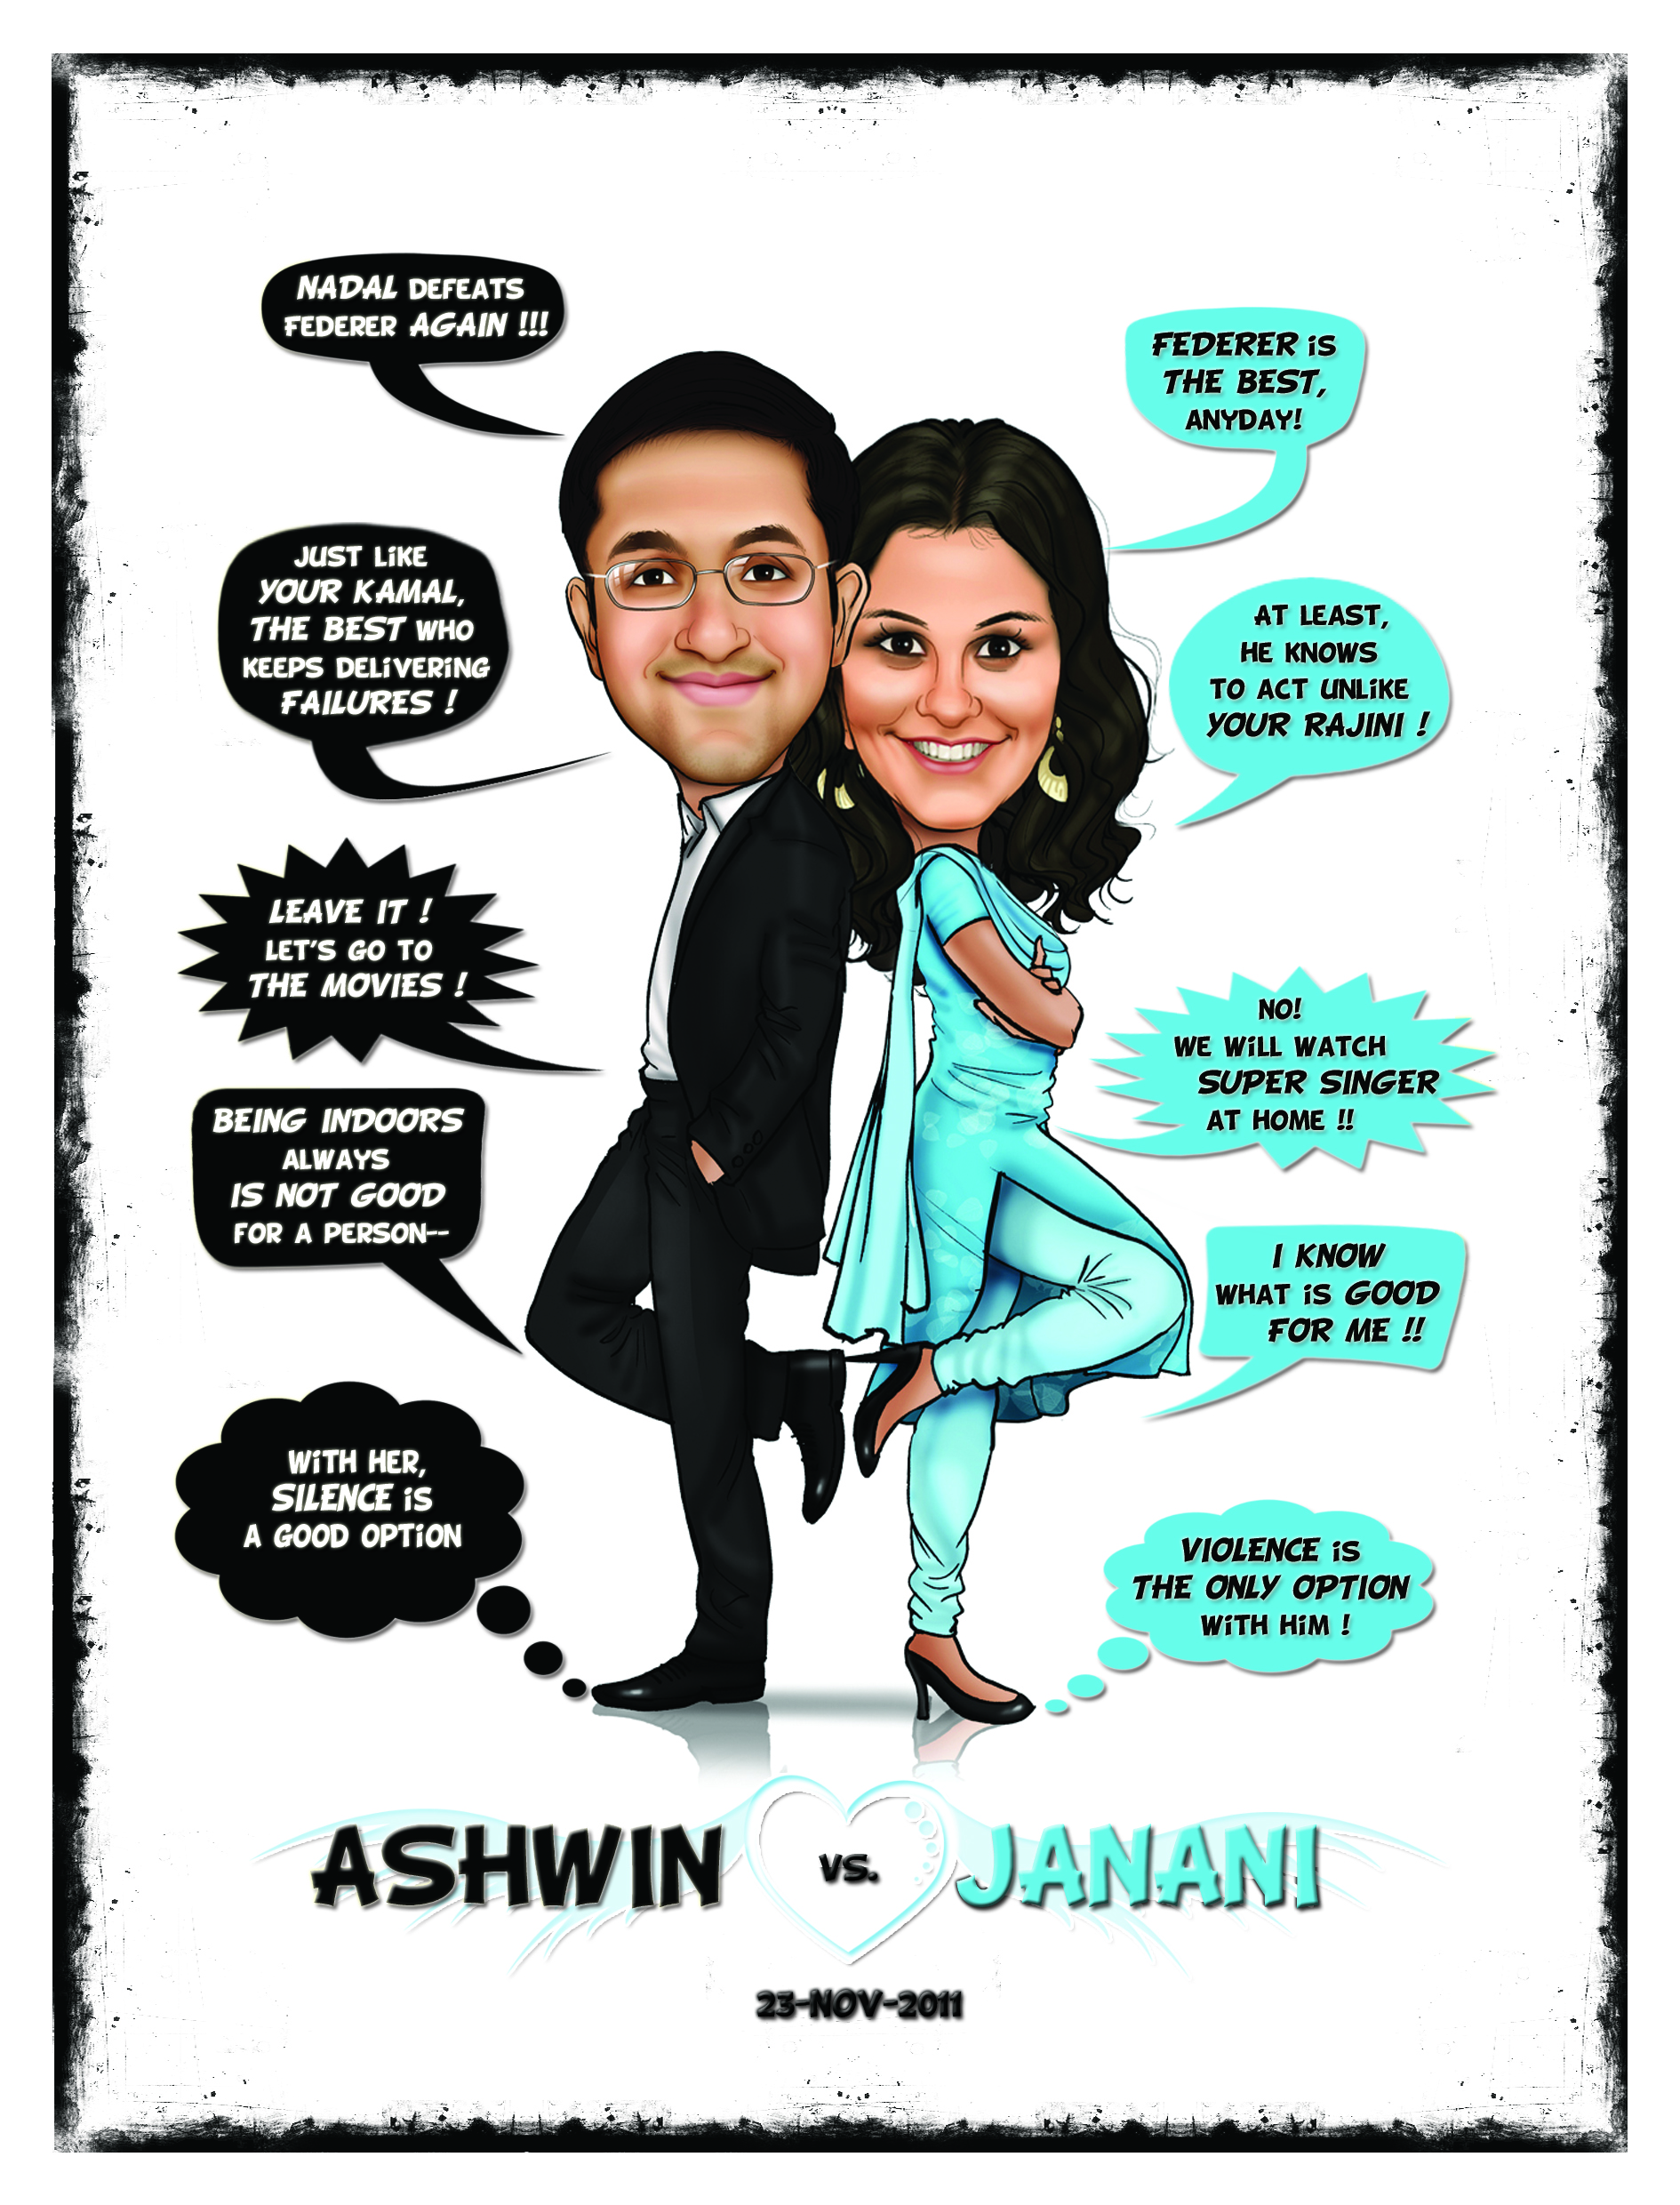 NADAL DEFEATS
FEDERER AGAIN !!!
FEDERER iS
THE BEST,
ANYDAY!
JUST LiKE
YOUR KAMAL,
THE BEST WHO
KEEPS DELiVERiNG
FAILURES !
AT LEAST,
HE KNOWS
TO ACT UNLiKE
YOUR RAJINI !
LEAVE IT !
LET'S GO TO
THE MOVIES !
NO!
WE WiLL WATCH
SUPER SINGER
AT HOME !!
BEING INDOORS
ALWAYS
IS NOT GOOD
FOR A PERSON--
I KNOW
WHAT iS GOOD
FOR ME !!
WiTH HER,
SILENCE iS
A GOOD OPTiON
VIOLENCE iS
THE ONLY OPTION
WiTH HiM !
ASHWIN VS. JANANI
23-NOV-2011